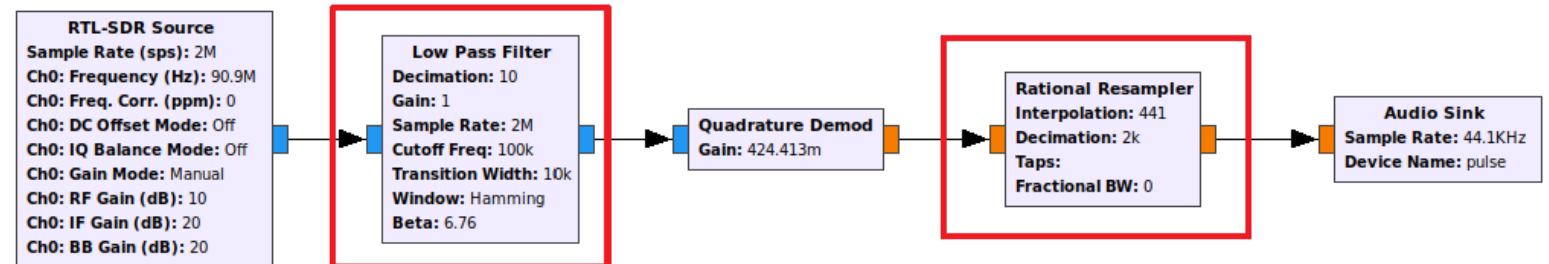 RTL-SDR Source
Sample Rate (sps): 2M
Ch0: Frequency (Hz): 90.9M
Ch0: Freq. Corr. (ppm): 0
Ch0: DC Offset Mode: Off
Ch0: IQ Balance Mode: Off
Ch0: Gain Mode: Manual
Ch0: RF Gain (dB): 10
Ch0: IF Gain (dB): 20
Ch0: BB Gain (dB): 20
Low Pass Filter
Decimation: 10
Gain: 1
Sample Rate: 2M
Cutoff Freq: 100k
Transition Width: 10k
Window: Hamming
Beta: 6.76
Quadrature Demod
Gain: 424.413m
Rational Resampler
Interpolation: 441
Decimation: 2k
Taps:
Fractional BW: 0
Audio Sink
Sample Rate: 44.1KHz
Device Name: pulse